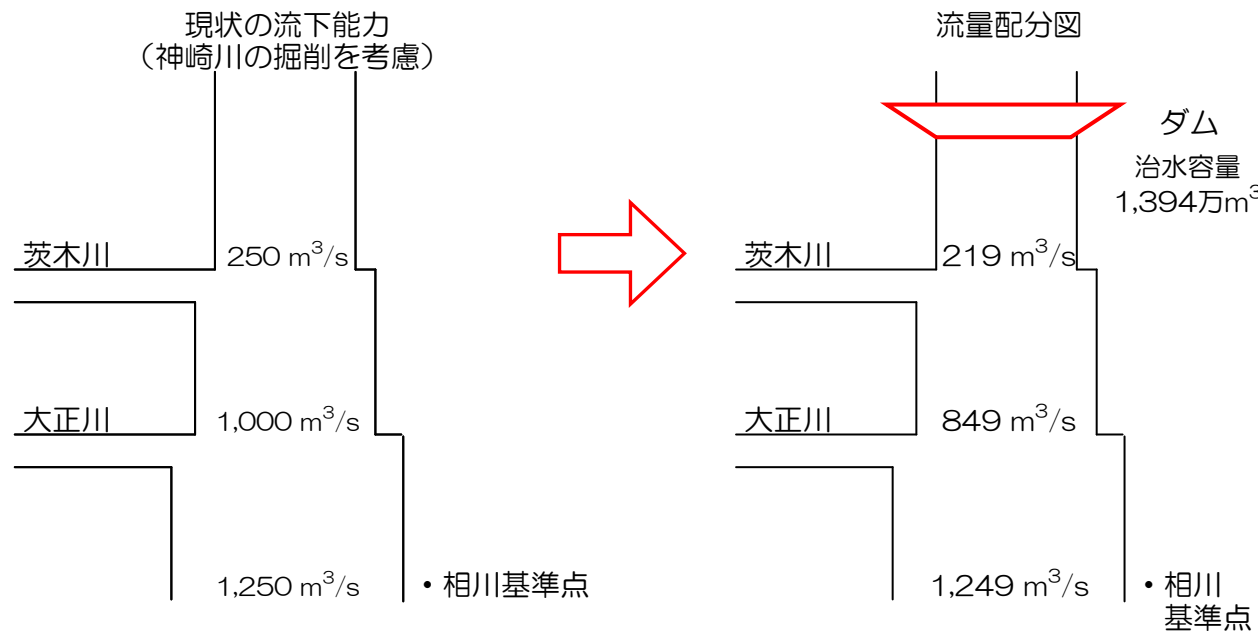 現状の流下能力
（神崎川の掘削を考慮）
茨木川
250 m³/s
大正川
1,000 m³/s
1,250 m³/s
・相川基準点
流量配分図
ダム
治水容量
1,394万m³
茨木川
219 m³/s
大正川
849 m³/s
1,249 m³/s
・相川
基準点